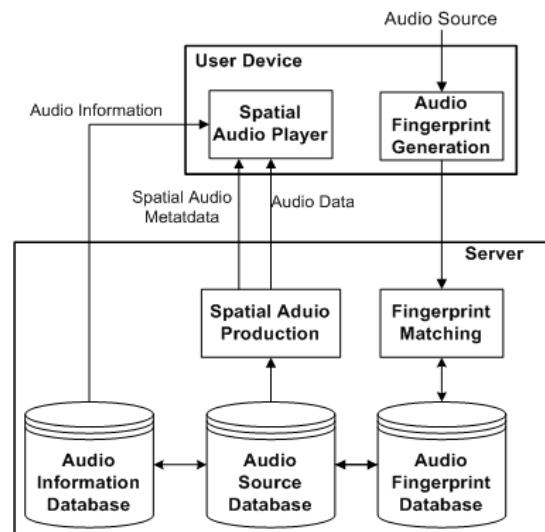 Audio Source
User Device
Audio Information
Spatial
Audio Player
Audio
Fingerprint
Generation
Spatial Audio
Metatdata
Audio Data
Server
Spatial Aduio
Production
Fingerprint
Matching
Audio
Information
Database
Audio
Source
Database
Audio
Fingerprint
Database